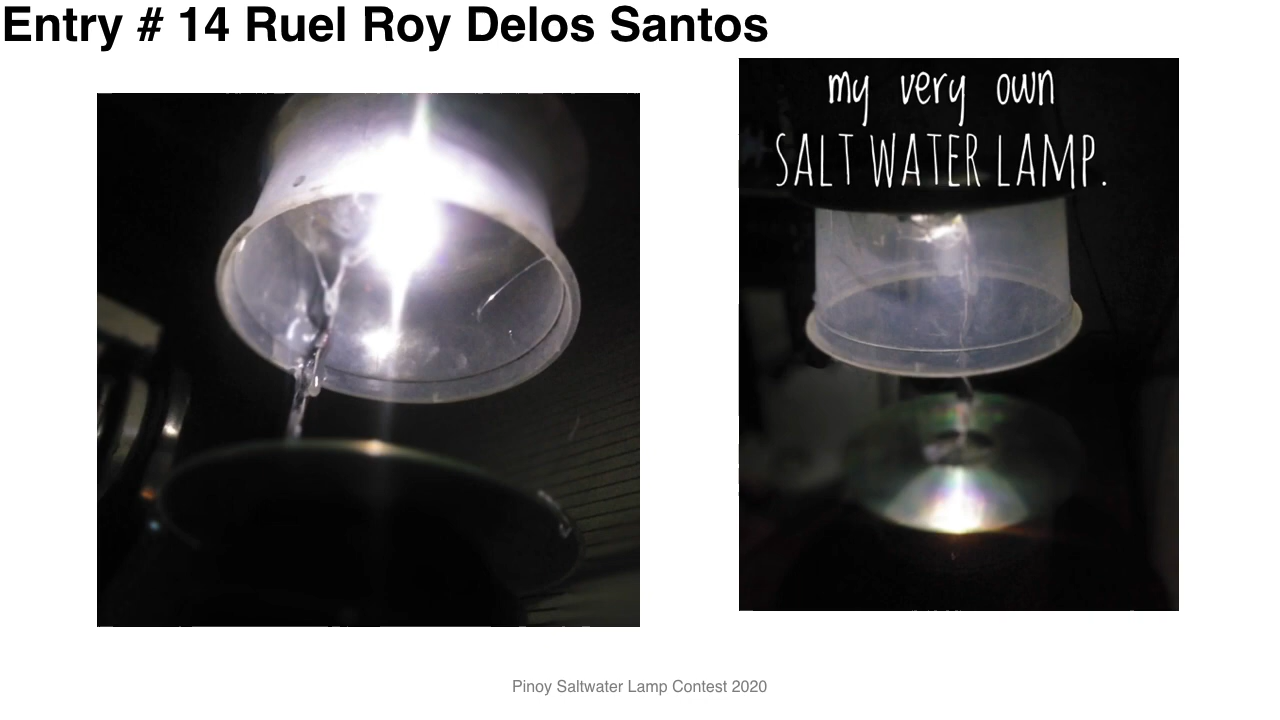 Entry # 14 Ruel Roy Delos Santos
my very own
SALT WATER LAMP.
Pinoy Saltwater Lamp Contest 2020